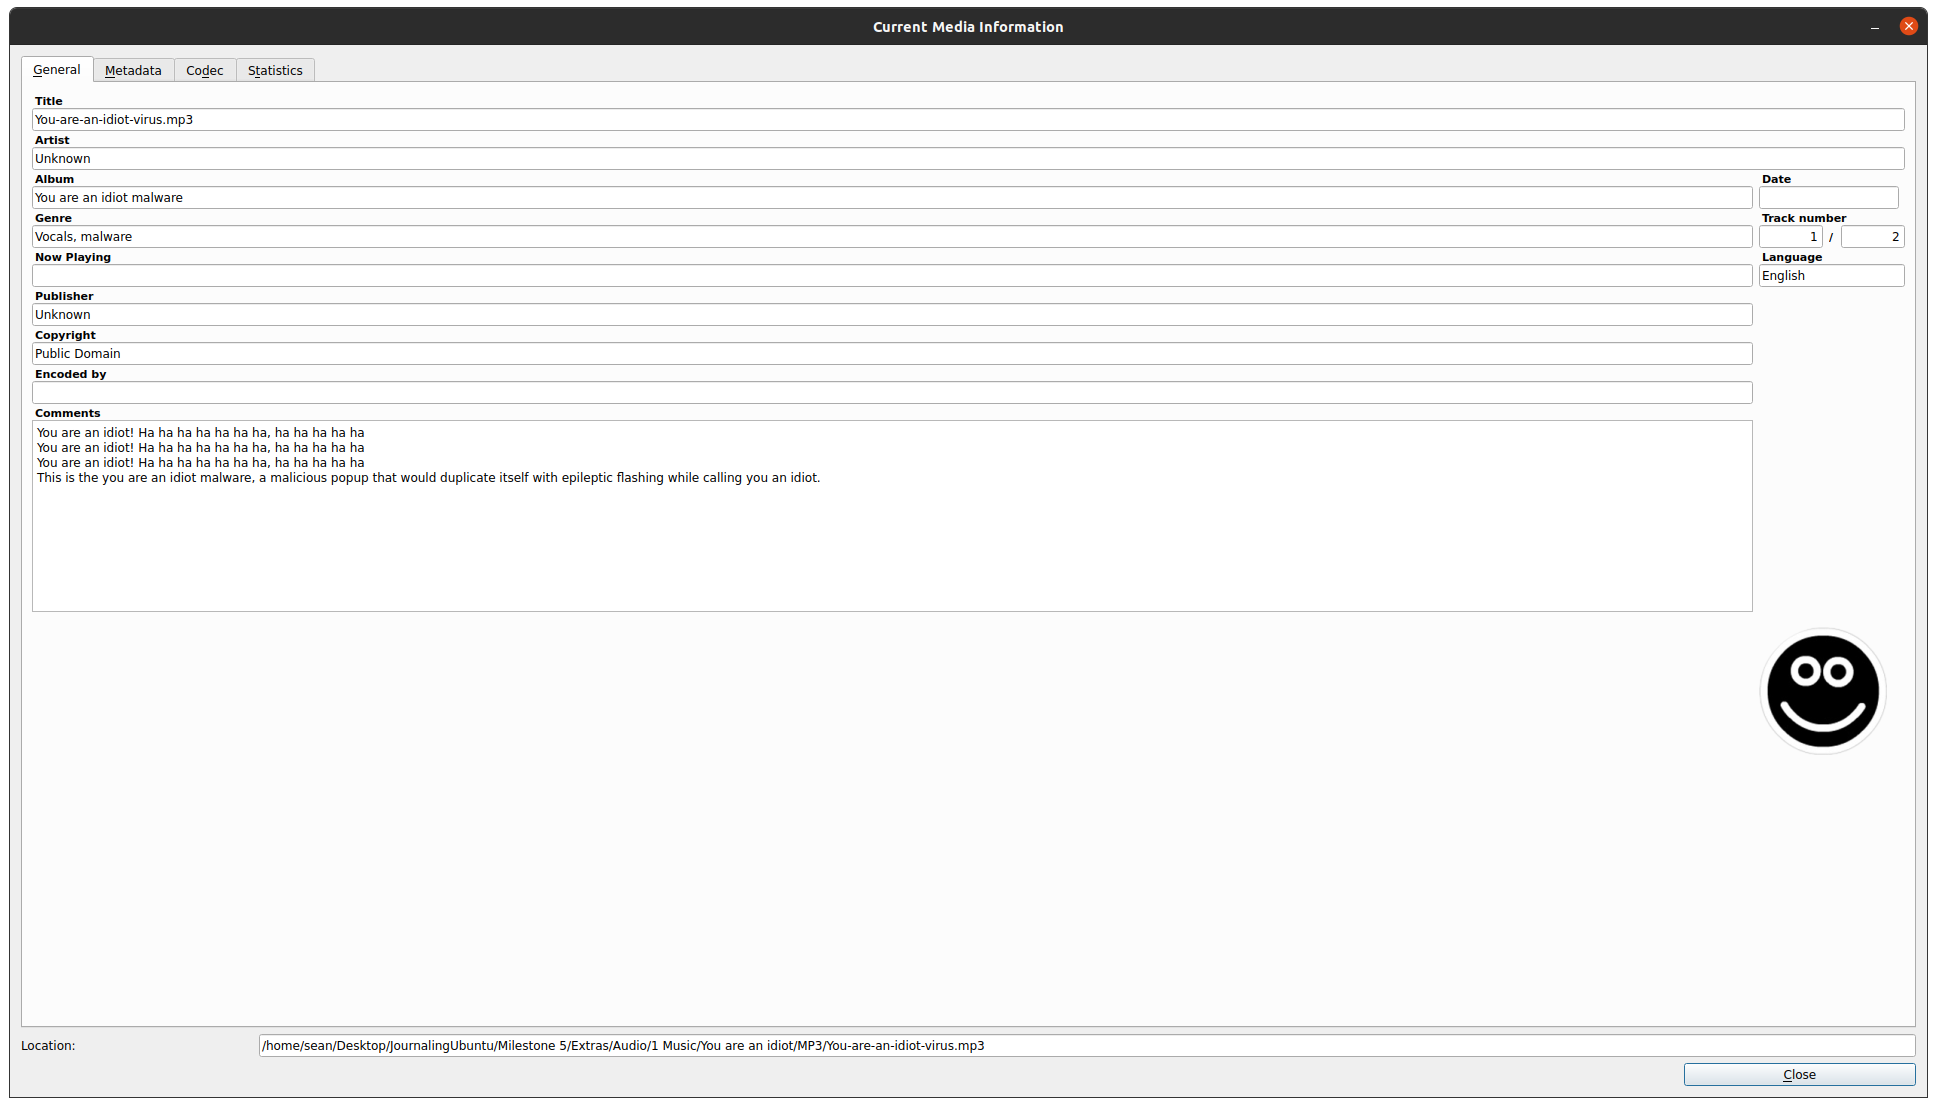 Current Media Information
General
Metadata
Codec
Statistics
Title
You-are-an-idiot-virus.mp3
Artist
Unknown
Album
Date
You are an idiot malware
Genre
Track number
Vocals, malware
1 / 2
Now Playing
Language
English
Publisher
Unknown
Copyright
Public Domain
Encoded by
Comments
You are an idiot! Ha ha ha ha ha ha ha, ha ha ha ha ha
You are an idiot! Ha ha ha ha ha ha ha, ha ha ha ha ha
You are an idiot! Ha ha ha ha ha ha ha, ha ha ha ha ha
This is the you are an idiot malware, a malicious popup that would duplicate itself with epileptic flashing while calling you an idiot.
Location:
/home/sean/Desktop/JournalingUbuntu/Milestone 5/Extras/Audio/1 Music/You are an idiot/MP3/You-are-an-idiot-virus.mp3
Close